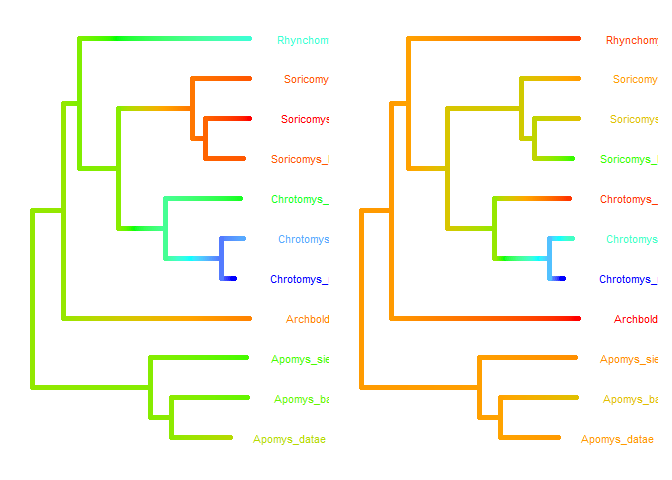 Rhynchom
Soricomy
Soricomys
Soricomys_
Chrotomys_
Chrotomys
Chrotomys_
Archbold
Apomys_sie
Apomys_ba
Apomys_datae
Rhynchom
Soricomy
Soricomys
Soricomys_
Chrotomys_
Chrotomys
Chrotomys_
Archbold
Apomys_sie
Apomys_ba
Apomys_datae